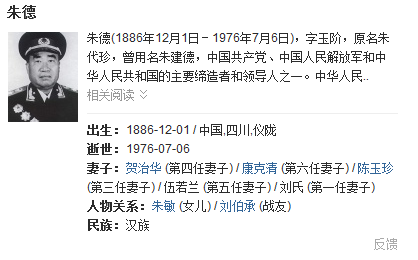 朱德
朱德(1886年12月1日－1976年7月6日)，字玉阶，原名朱
代珍，曾用名朱建德，中国共产党、中国人民解放军和中
华人民共和国的主要缔造者和领导人之一。中华人民..
相关阅读
出生：1886-12-01 / 中国,四川,仪陇
逝世：1976-07-06
妻子：贺治华 (第四任妻子) / 康克清 (第六任妻子) / 陈玉珍
(第三任妻子) / 伍若兰 (第五任妻子) / 刘氏 (第一任妻子)
人物关系：朱敏 (女儿) / 刘伯承 (战友)
民族：汉族
反馈